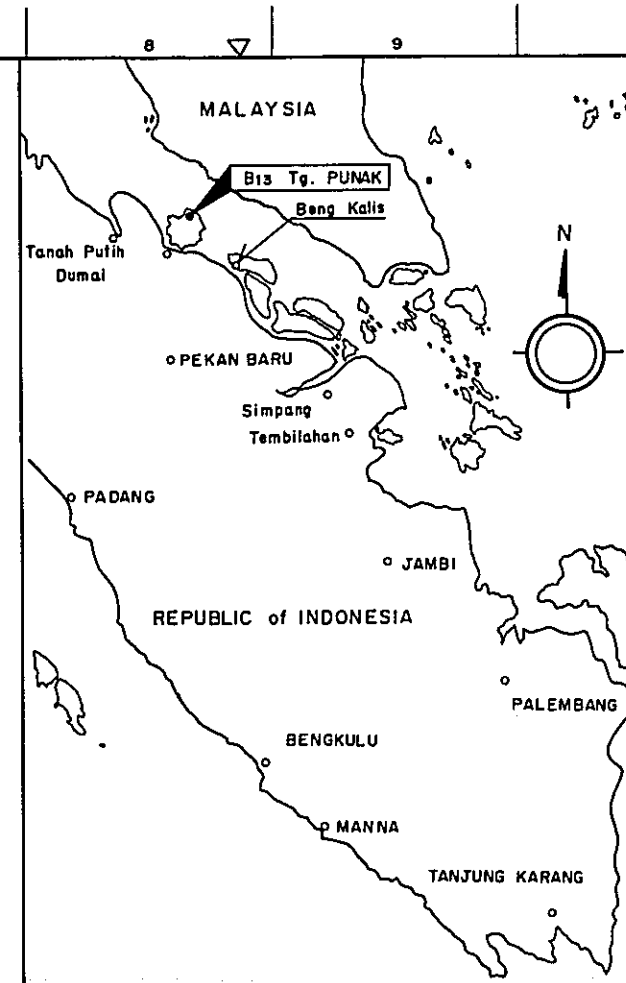 8
9
MALAYSIA
B13 Tg. PUNAK
Beng Kalis
N
Tanah Putih
Dumai
PEKAN BARU
Simpang
Tembilahan
PADANG
JAMBI
REPUBLIC of INDONESIA
PALEMBANG
BENGKULU
MANNA
TANJUNG KARANG